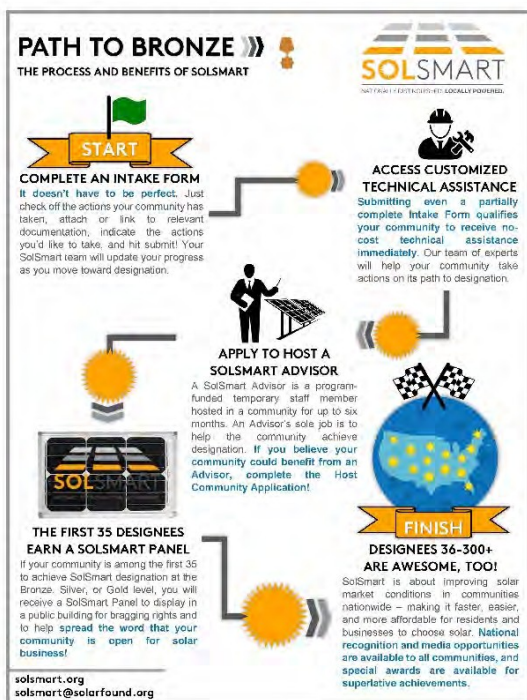 PATH TO BRONZE
THE PROCESS AND BENEFITS OF SOLSMART
SOLSMART
NATIONALLY DISTINGUISHED. LOCALLY POWERED.
START
COMPLETE AN INTAKE FORM
It doesn't have to be perfect. Just
check off the actions your community has
taken, attach or link to relevant
documentation, indicate the actions
you'd like to take, and hit submit! Your
SolSmart team will update your progress
as you move toward designation.
ACCESS CUSTOMIZED
TECHNICAL ASSISTANCE
Submitting even a partially
complete Intake Form qualifies
your community to receive no-
cost technical assistance
immediately. Our team of experts
will help your community take
actions on its path to designation.
APPLY TO HOST A
SOLSMART ADVISOR
A SolSmart Advisor is a program-
funded temporary staff member
hosted in a community for up to six
months. An Advisor's sole job is to
help the community achieve
designation. If you believe your
community could benefit from an
Advisor, complete the Host
Community Application!
SOLSMART
THE FIRST 35 DESIGNEES
EARN A SOLSMART PANEL
If your community is among the first 35
to achieve SolSmart designation at the
Bronze, Silver, or Gold level, you will
receive a SolSmart Panel to display in
a public building for bragging rights and
to help spread the word that your
community is open for solar
business!
FINISH
DESIGNEES 36-300+
ARE AWESOME, TOO!
SolSmart is about improving solar
market conditions in communities
nationwide – making it faster, easier,
and more affordable for residents and
businesses to choose solar. National
recognition and media opportunities
are available to all communities, and
special awards are available for
superlative achievements.
solsmart.org
solsmart@solarfound.org